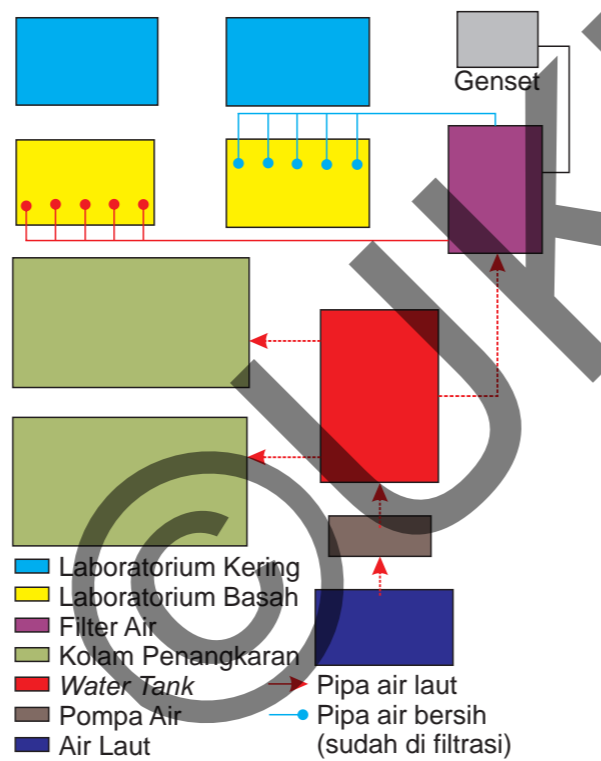 Genset
Laboratorium Kering
Laboratorium Basah
Filter Air
Kolam Penangkaran
Water Tank
Pompa Air
Air Laut
Pipa air laut
Pipa air bersih
(sudah di filtrasi)